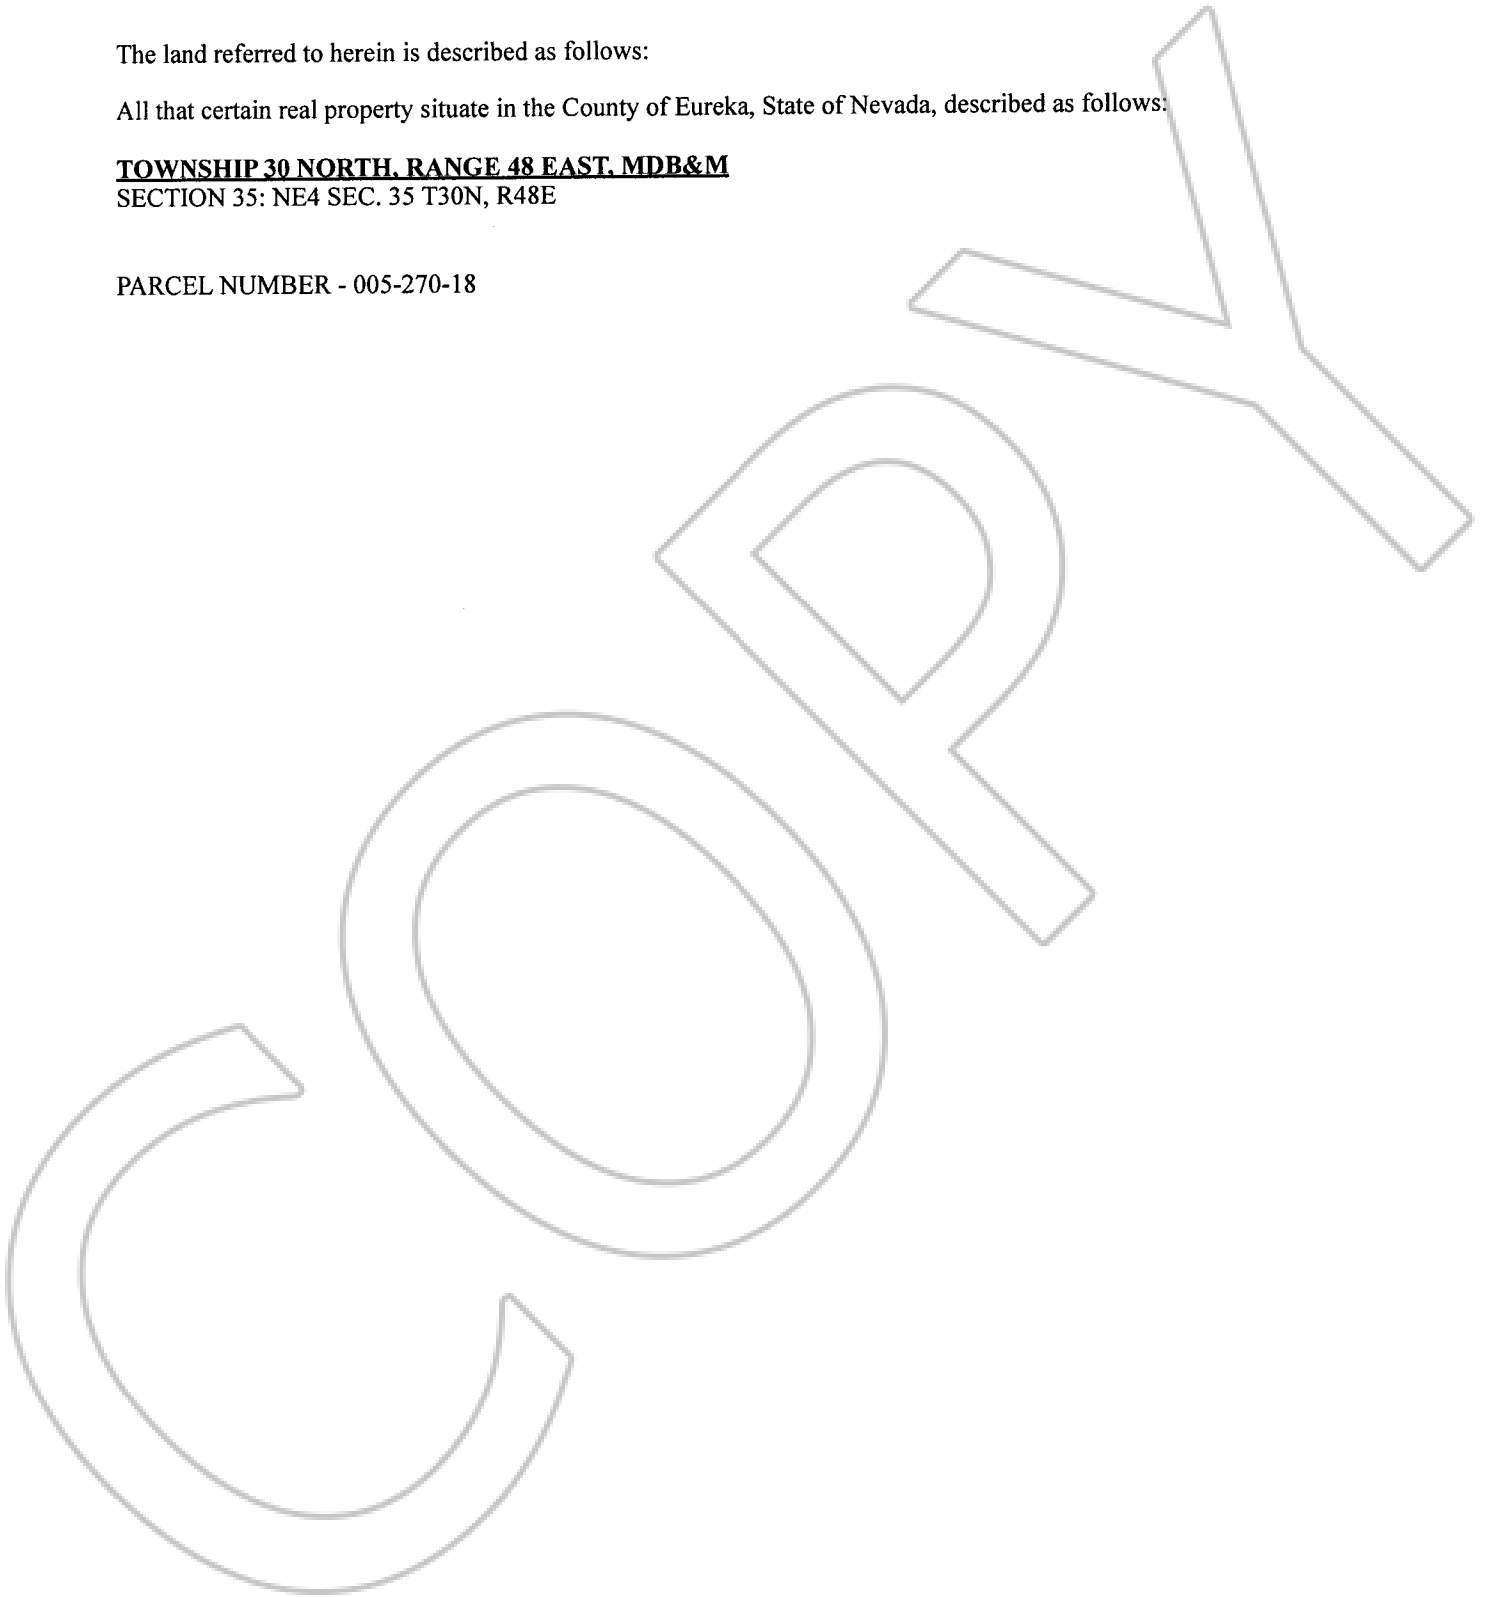 The land referred to herein is described as follows:
All that certain real property situate in the County of Eureka, State of Nevada, described as follows:
TOWNSHIP 30 NORTH, RANGE 48 EAST, MDB&M
SECTION 35: NE4 SEC. 35 T30N, R48E
PARCEL NUMBER - 005-270-18
COPY